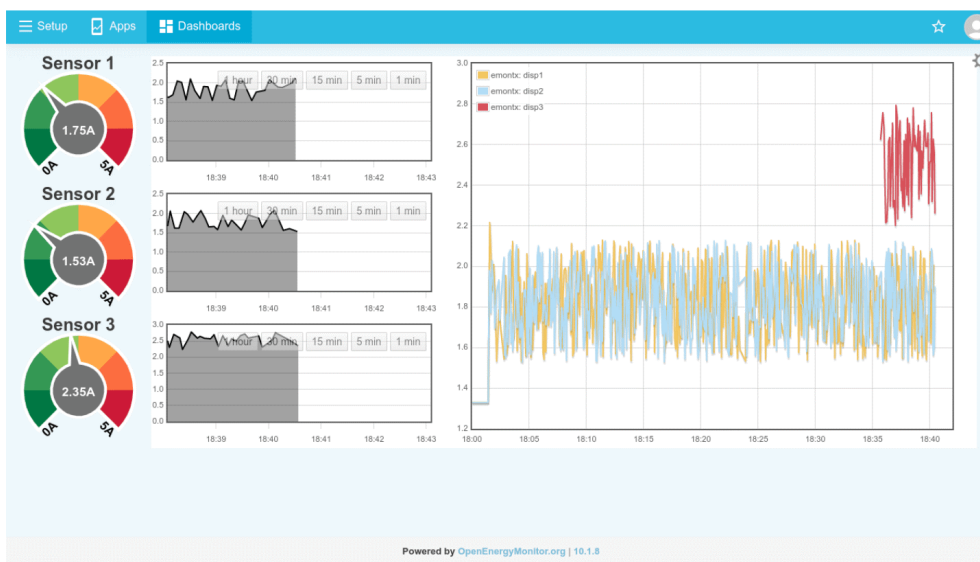 Setup Apps Dashboards
Sensor 1
1.75A
0A 5A
2.5
2.0
1.5
1.0
0.5
0.0
1 hour 30 min 15 min 5 min 1 min
18:39 18:40 18:41 18:42 18:43
Sensor 2
1.53A
0A 5A
2.5
2.0
1.5
1.0
0.5
0.0
1 hour 30 min 15 min 5 min 1 min
18:39 18:40 18:41 18:42 18:43
Sensor 3
2.35A
0A 5A
3.0
2.5
2.0
1.5
1.0
0.5
0.0
1 hour 30 min 15 min 5 min 1 min
18:39 18:40 18:41 18:42 18:43
3.0
2.8
2.6
2.4
2.2
2.0
1.8
1.6
1.4
1.2
emontx: disp1
emontx: disp2
emontx: disp3
18:00 18:05 18:10 18:15 18:20 18:25 18:30 18:35 18:40
Powered by OpenEnergyMonitor.org | 10.1.8